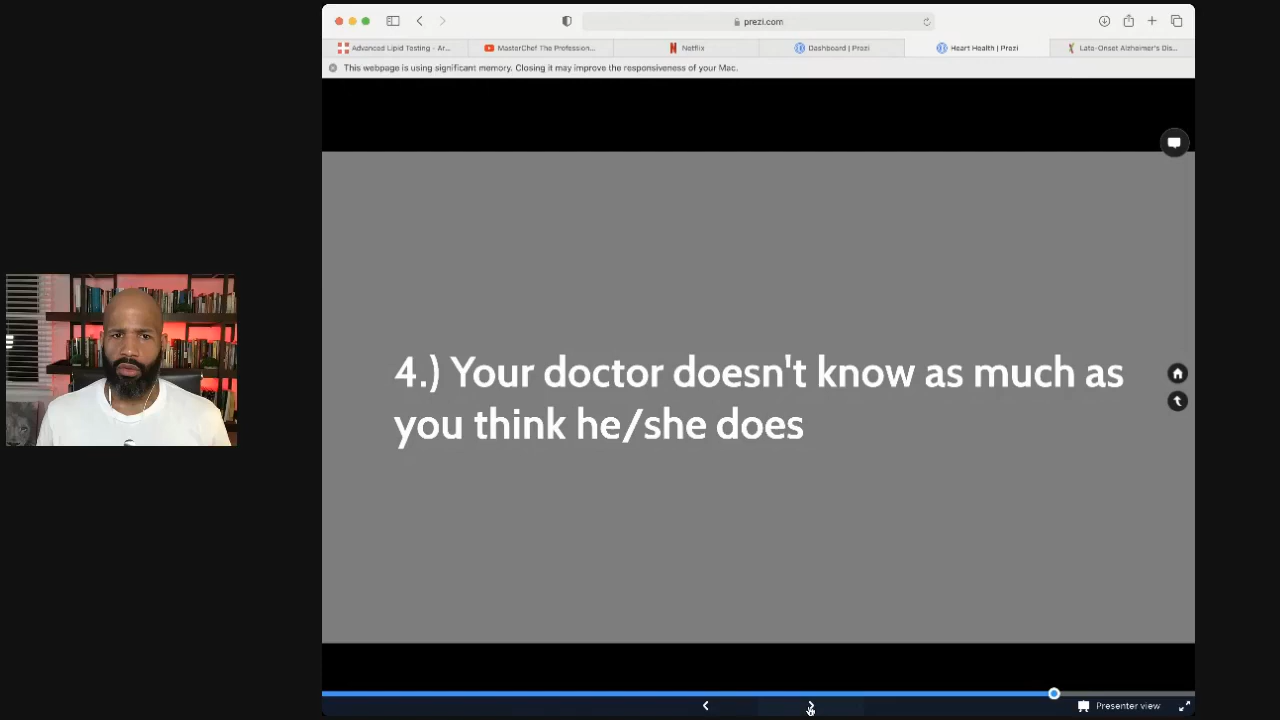 prezi.com
Advanced Lipid Testing - Ar...
MasterChef The Profession...
Netflix
Dashboard | Prezi
Heart Health | Prezi
Late-Onset Alzheimer's Dis...
This webpage is using significant memory. Closing it may improve the responsiveness of your Mac.
4.) Your doctor doesn't know as much as
you think he/she does
Presenter view